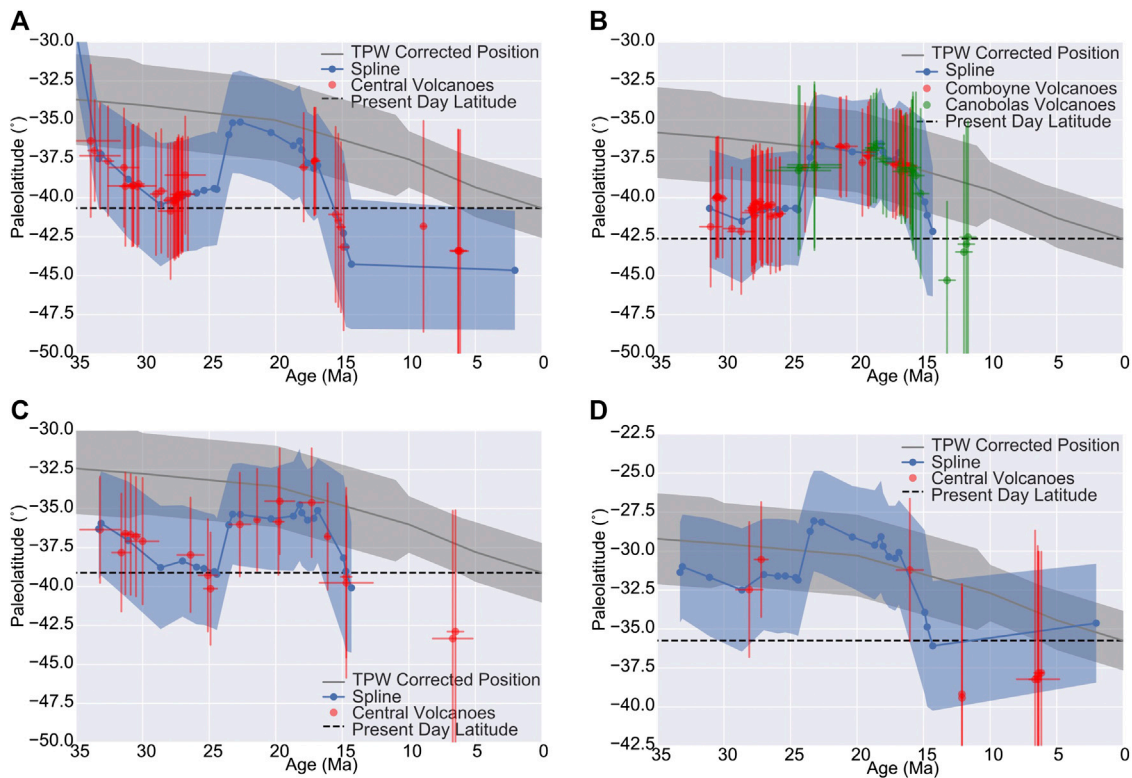 A
−30.0
−32.5
−35.0
−37.5
−40.0
−42.5
−45.0
−47.5
−50.0
Paleolatitude (°)
35 30 25 20 15 10 5 0
Age (Ma)
TPW Corrected Position
Spline
Central Volcanoes
Present Day Latitude
B
−30.0
−32.5
−35.0
−37.5
−40.0
−42.5
−45.0
−47.5
−50.0
Paleolatitude (°)
35 30 25 20 15 10 5 0
Age (Ma)
TPW Corrected Position
Spline
Comboyne Volcanoes
Canobolas Volcanoes
Present Day Latitude
C
−30.0
−32.5
−35.0
−37.5
−40.0
−42.5
−45.0
−47.5
−50.0
Paleolatitude (°)
35 30 25 20 15 10 5 0
Age (Ma)
TPW Corrected Position
Spline
Central Volcanoes
Present Day Latitude
D
−22.5
−25.0
−27.5
−30.0
−32.5
−35.0
−37.5
−40.0
−42.5
Paleolatitude (°)
35 30 25 20 15 10 5 0
Age (Ma)
TPW Corrected Position
Spline
Central Volcanoes
Present Day Latitude